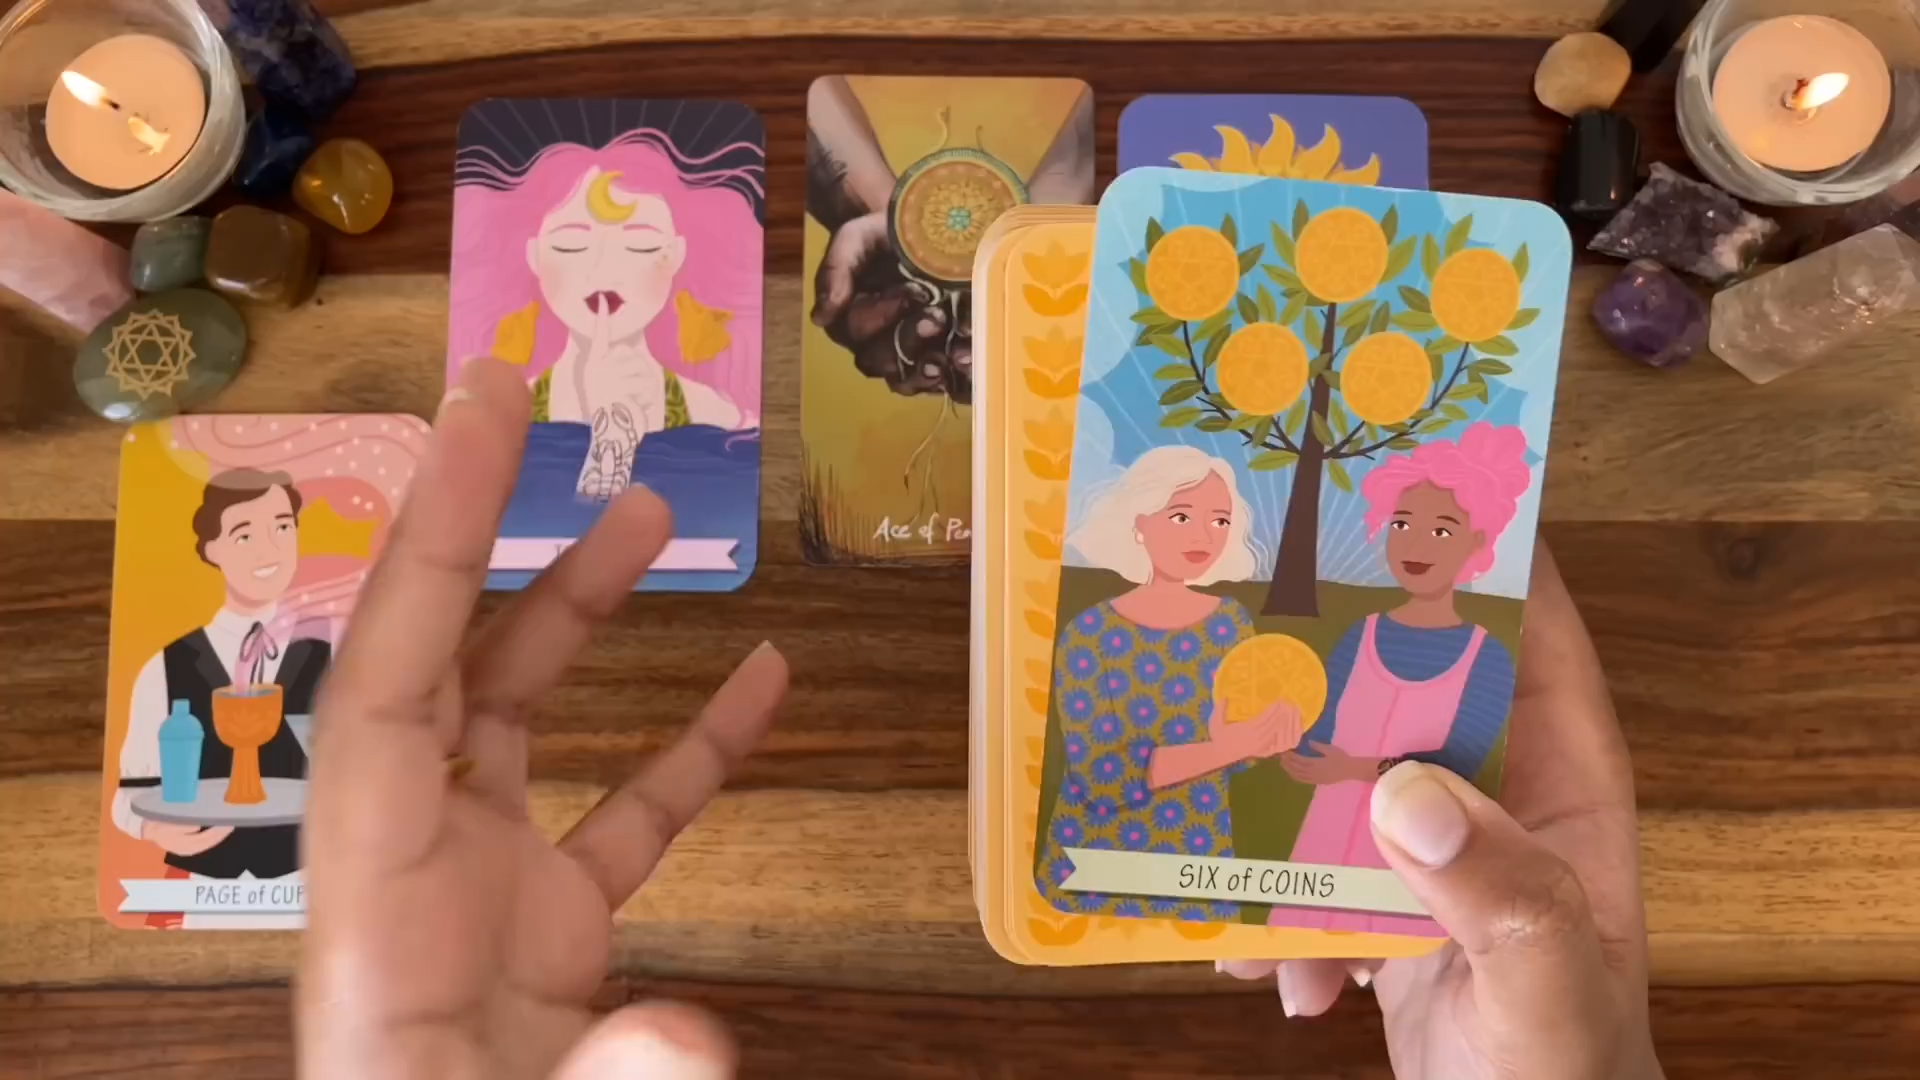 Ace of Pen
PAGE of CUP
SIX of COINS